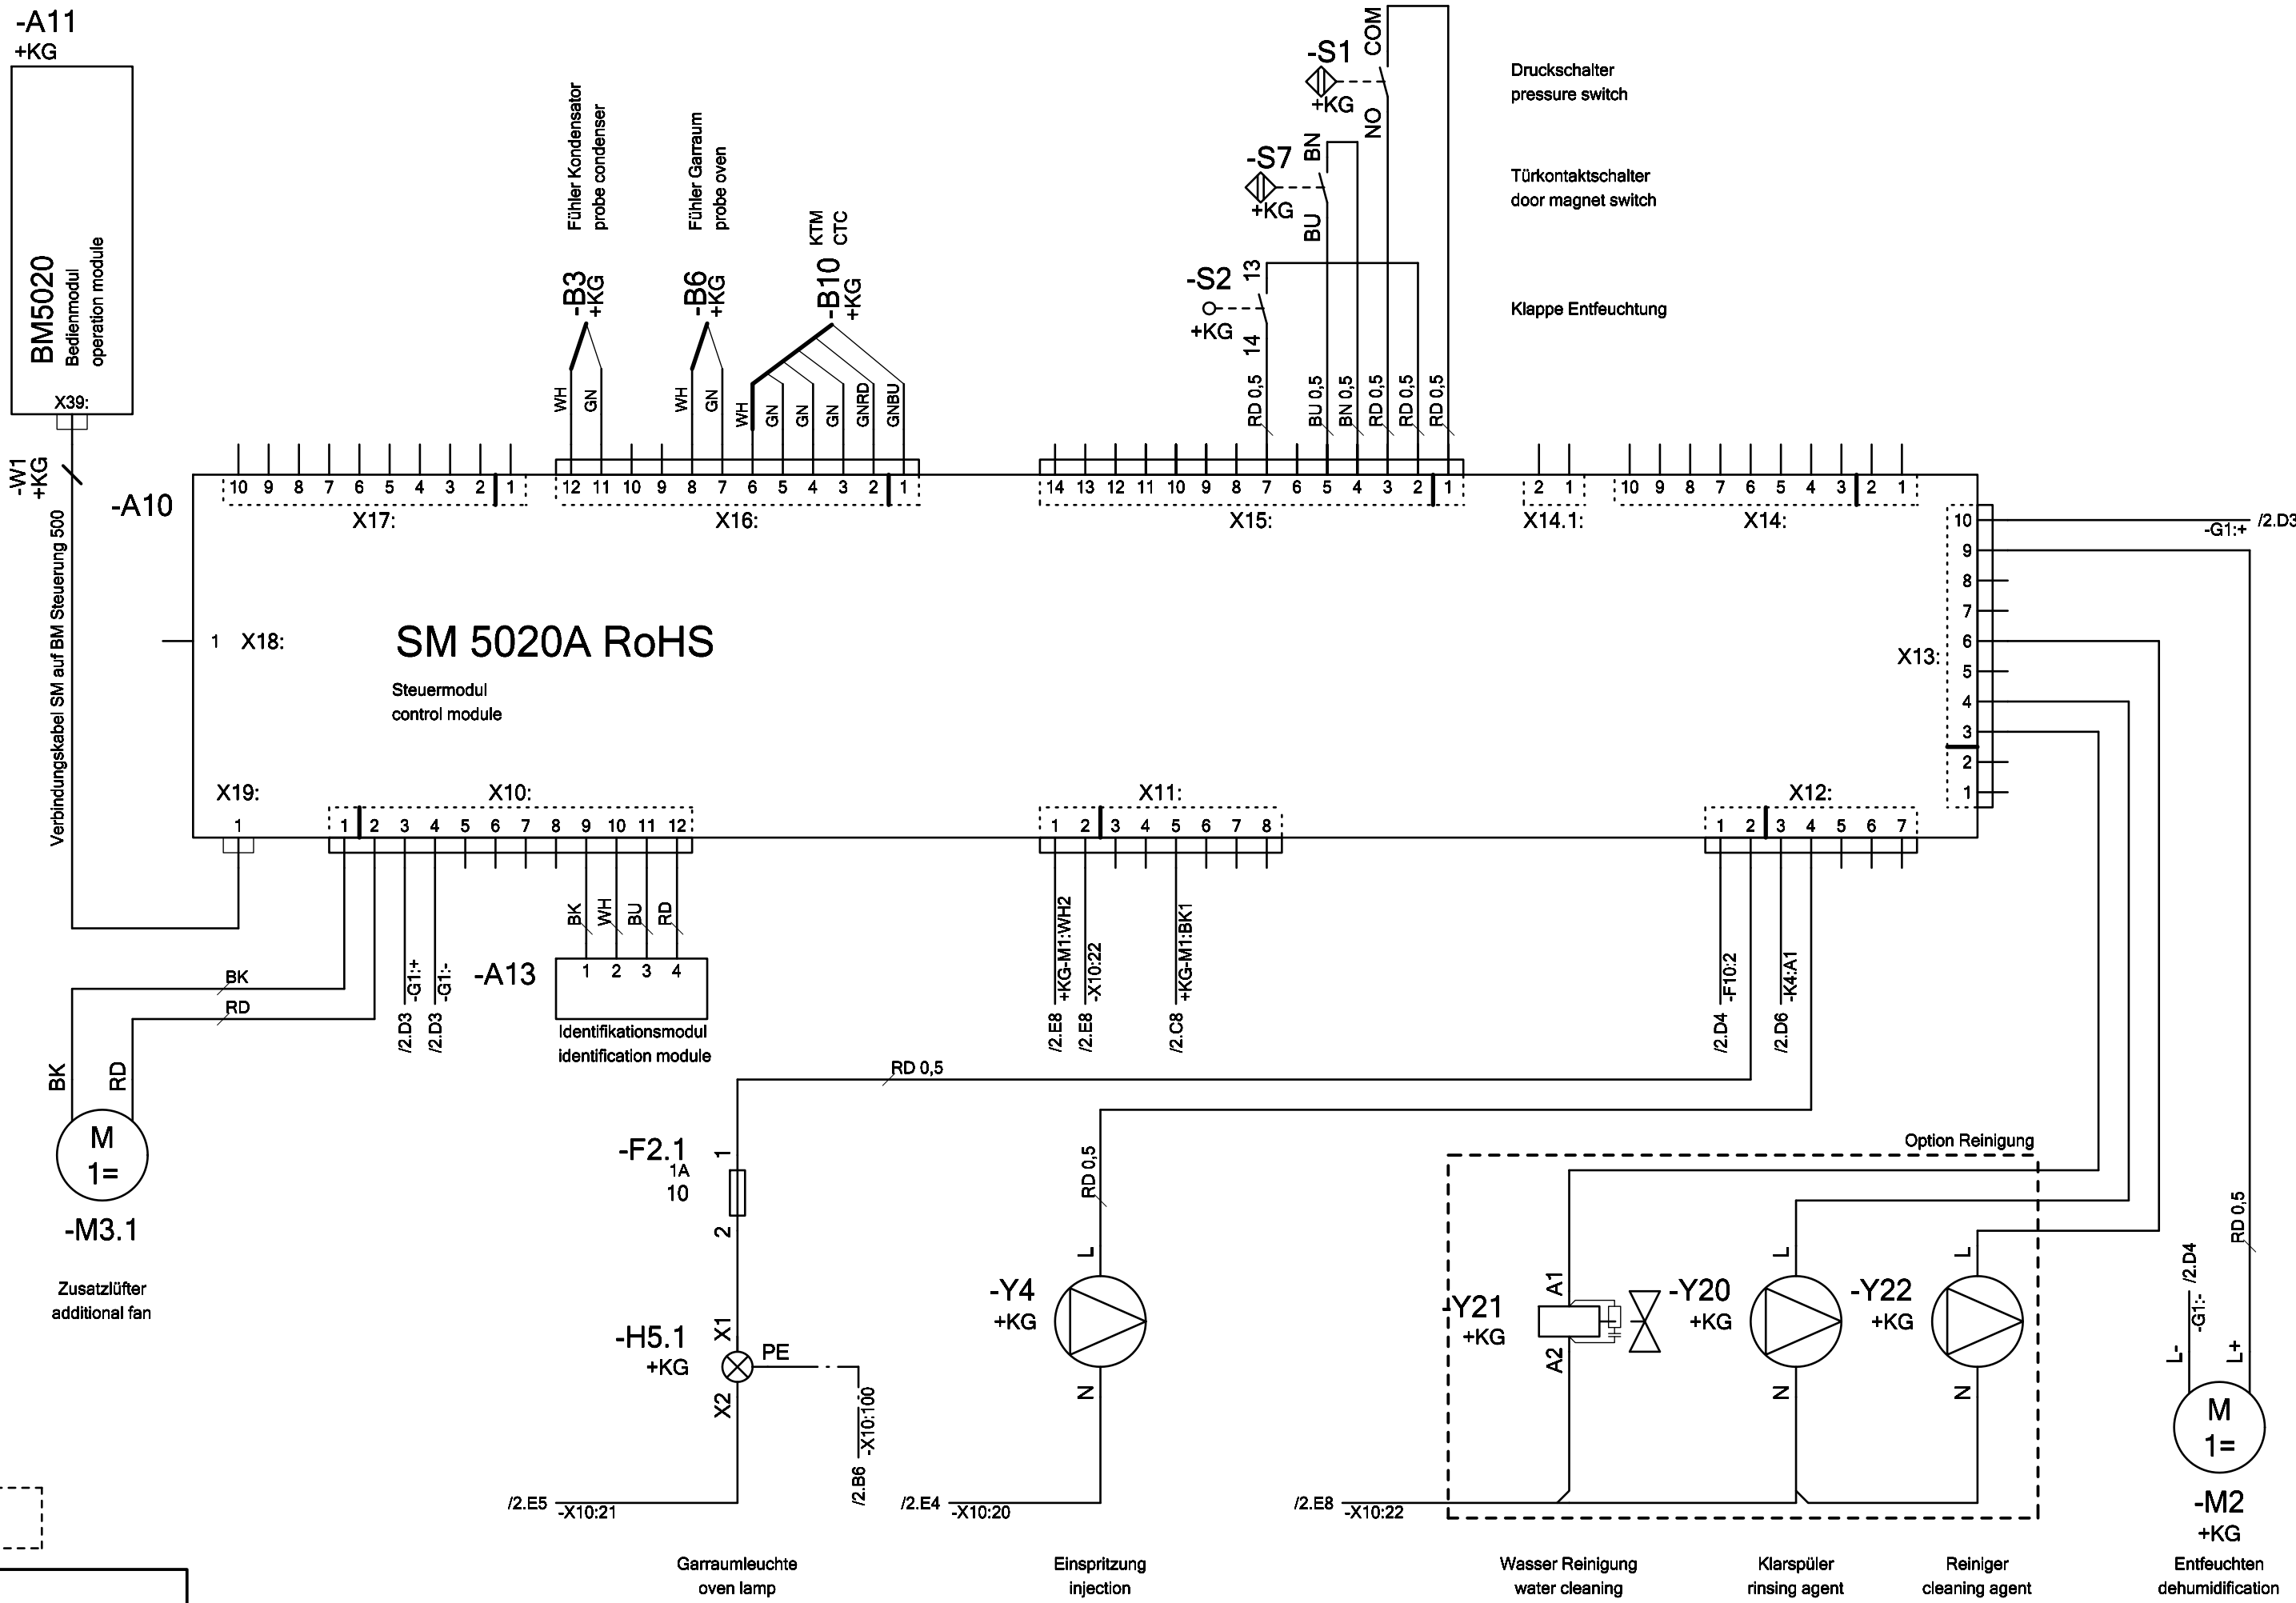 -A11
+KG
BM5020
Bedienmodul
operation module
X39:
-W1
+KG
Verbindungskabel SM auf BM Steuerung 500
Fühler Kondensator
probe condenser
-B3
+KG
WH
GN
Fühler Garraum
probe oven
-B6
+KG
WH
GN
KTM
CTC
-B10
+KG
WH
GN
GN
GN
GNRD
GNBU
-S1
+KG
COM
NO
Druckschalter
pressure switch
-S7
+KG
BN
BU
Türkontaktschalter
door magnet switch
-S2
+KG
13
14
Klappe Entfeuchtung
RD 0,5
BU 0,5
BN 0,5
RD 0,5
RD 0,5
RD 0,5
-A10
10 9 8 7 6 5 4 3 2 1
X17:
12 11 10 9 8 7 6 5 4 3 2 1
X16:
14 13 12 11 10 9 8 7 6 5 4 3 2 1
X15:
2 1
X14.1:
10 9 8 7 6 5 4 3 2 1
X14:
10
9
8
7
6
5
4
3
2
1
X13:
-G1:+
/2.D3
1 X18:
SM 5020A RoHS
Steuermodul
control module
X19:
1
X10:
1 2 3 4 5 6 7 8 9 10 11 12
X11:
1 2 3 4 5 6 7 8
X12:
1 2 3 4 5 6 7
BK
RD
BK
RD
M
1=
-M3.1
Zusatzlüfter
additional fan
/2.D3
-G1:+
/2.D3
-G1:-
BK
WH
BU
RD
-A13
1 2 3 4
Identifikationsmodul
identification module
/2.E8
+KG-M1:WH2
/2.E8
-X10:22
/2.C8
+KG-M1:BK1
/2.D4
-F10:2
/2.D6
-K4:A1
RD 0,5
-F2.1
1A
10
1
2
-H5.1
+KG
X1
X2
PE
/2.B6
-X10:100
/2.E5
-X10:21
Garraumleuchte
oven lamp
RD 0,5
-Y4
+KG
L
N
/2.E4
-X10:20
Einspritzung
injection
Option Reinigung
-Y21
+KG
A1
A2
/2.E8
-X10:22
Wasser Reinigung
water cleaning
-Y20
+KG
L
N
Klarspüler
rinsing agent
-Y22
+KG
L
N
Reiniger
cleaning agent
/2.D4
-G1:-
RD 0,5
L-
L+
M
1=
-M2
+KG
Entfeuchten
dehumidification